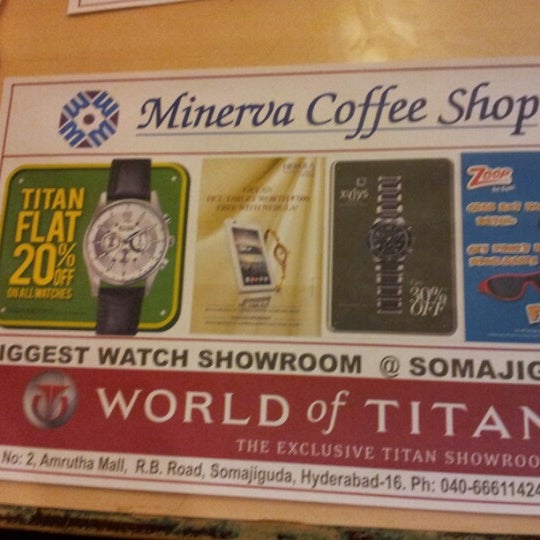 Minerva Coffee Shop
TITAN
FLAT
20% OFF
ON ALL WATCHES
xylys
30%
OFF
ZOOP
IGGEST WATCH SHOWROOM @ SOMAJIG
WORLD of TITAN
THE EXCLUSIVE TITAN SHOWROO
No: 2, Amrutha Mall, R.B. Road, Somajiguda, Hyderabad-16. Ph: 040-66611424